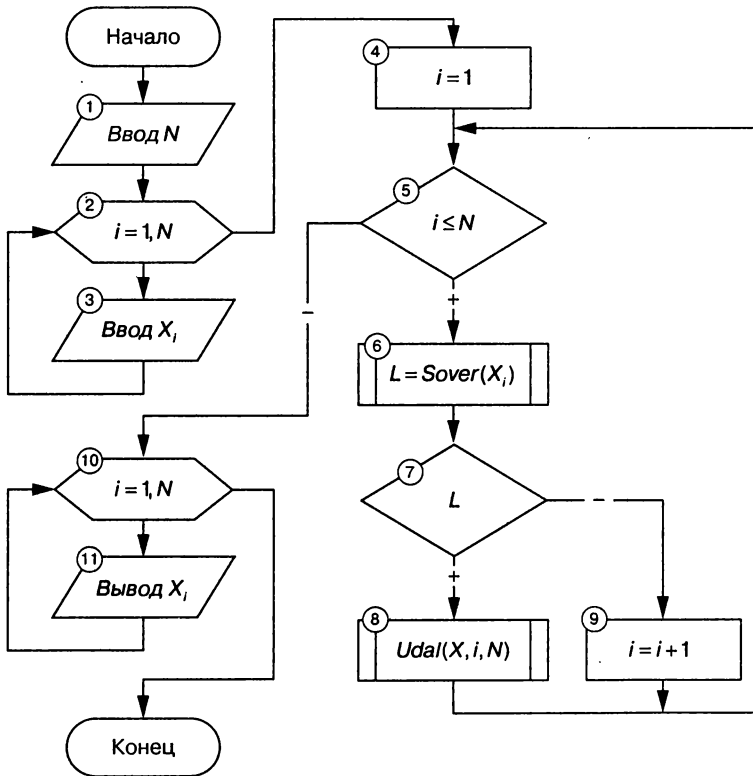 Начало
1
Ввод N
2
i = 1, N
3
Ввод X_i
4
i = 1
5
i ≤ N
+
–
6
L = Sover(X_i)
7
L
–
+
8
Udal(X, i, N)
9
i = i + 1
10
i = 1, N
11
Вывод X_i
Конец